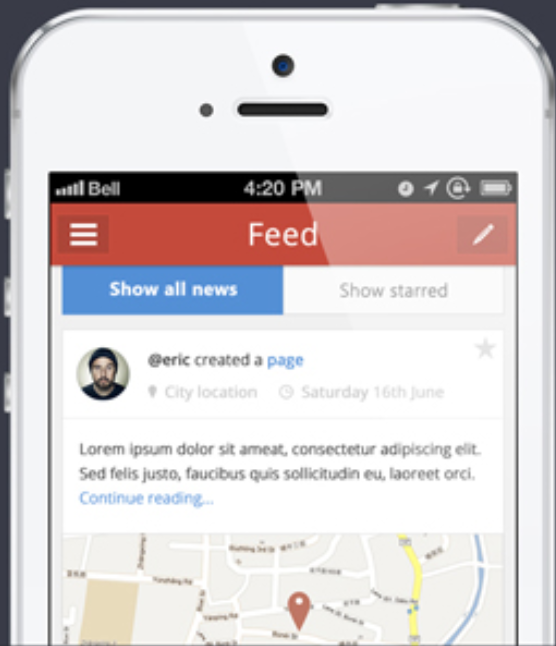 Bell 4:20 PM
Feed
Show all news Show starred
@eric created a page
City location Saturday 16th June
Lorem ipsum dolor sit ameat, consectetur adipiscing elit.
Sed felis justo, faucibus quis sollicitudin eu, laoreet orci.
Continue reading...